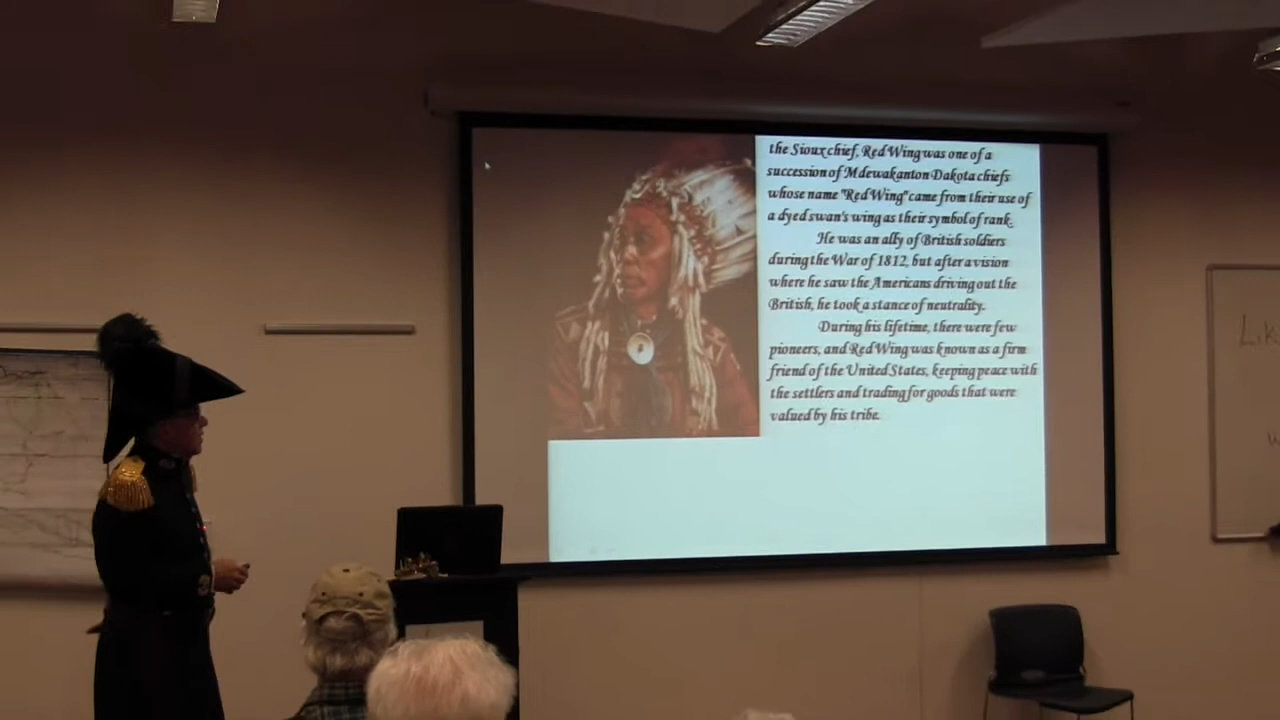 the Sioux chief, Red Wing was one of a
succession of Mdewakanton Dakota chiefs
whose name "Red Wing" came from their use of
a dyed swan's wing as their symbol of rank.
He was an ally of British soldiers
during the War of 1812, but after a vision
where he saw the Americans driving out the
British, he took a stance of neutrality.
During his lifetime, there were few
pioneers, and Red Wing was known as a firm
friend of the United States, keeping peace with
the settlers and trading for goods that were
valued by his tribe.